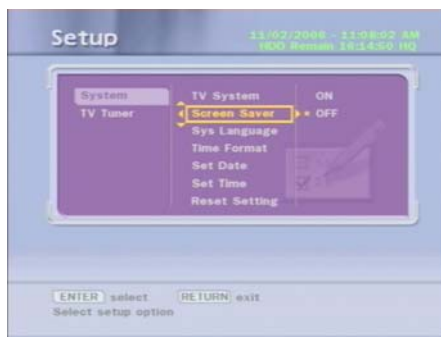 Setup
11/02/2006 - 11:08:02 AM
HDD Remain 16:14:50 HQ
System TV System ON
TV Tuner Screen Saver OFF
Sys Language
Time Format
Set Date
Set Time
Reset Setting
ENTER select RETURN exit
Select setup option